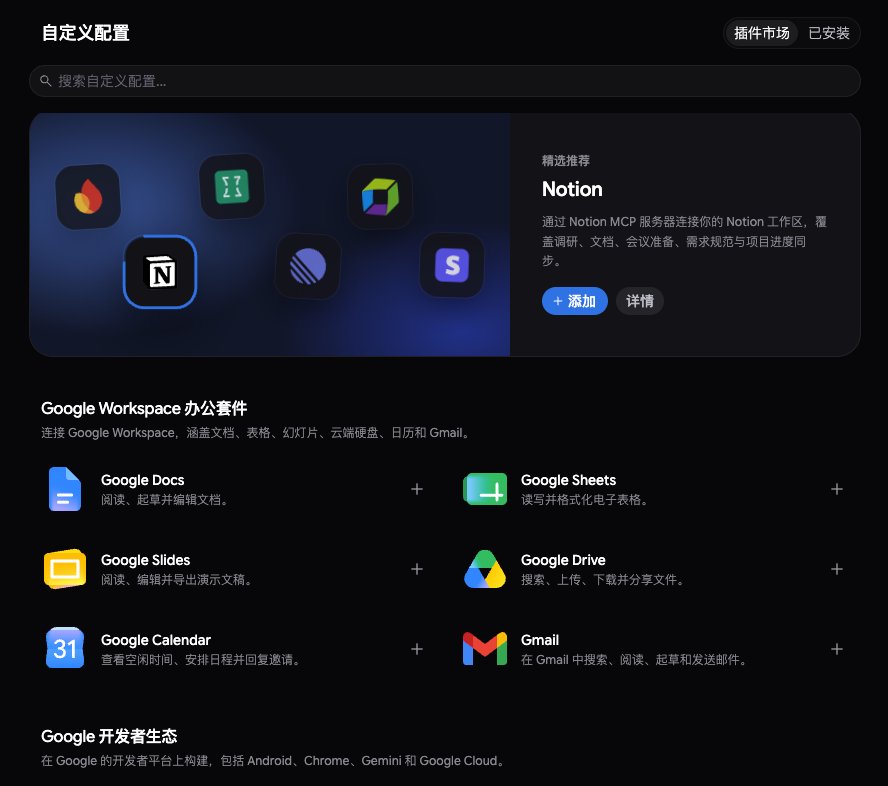 自定义配置
插件市场 已安装
搜索自定义配置...
精选推荐
Notion
通过 Notion MCP 服务器连接你的 Notion 工作区，覆
盖调研、文档、会议准备、需求规范与项目进度同
步。
+ 添加 详情
N
S
Google Workspace 办公套件
连接 Google Workspace，涵盖文档、表格、幻灯片、云端硬盘、日历和 Gmail。
Google Docs
阅读、起草并编辑文档。
Google Sheets
读写并格式化电子表格。
Google Slides
阅读、编辑并导出演示文稿。
Google Drive
搜索、上传、下载并分享文件。
31
Google Calendar
查看空闲时间、安排日程并回复邀请。
Gmail
在 Gmail 中搜索、阅读、起草和发送邮件。
Google 开发者生态
在 Google 的开发者平台上构建，包括 Android、Chrome、Gemini 和 Google Cloud。